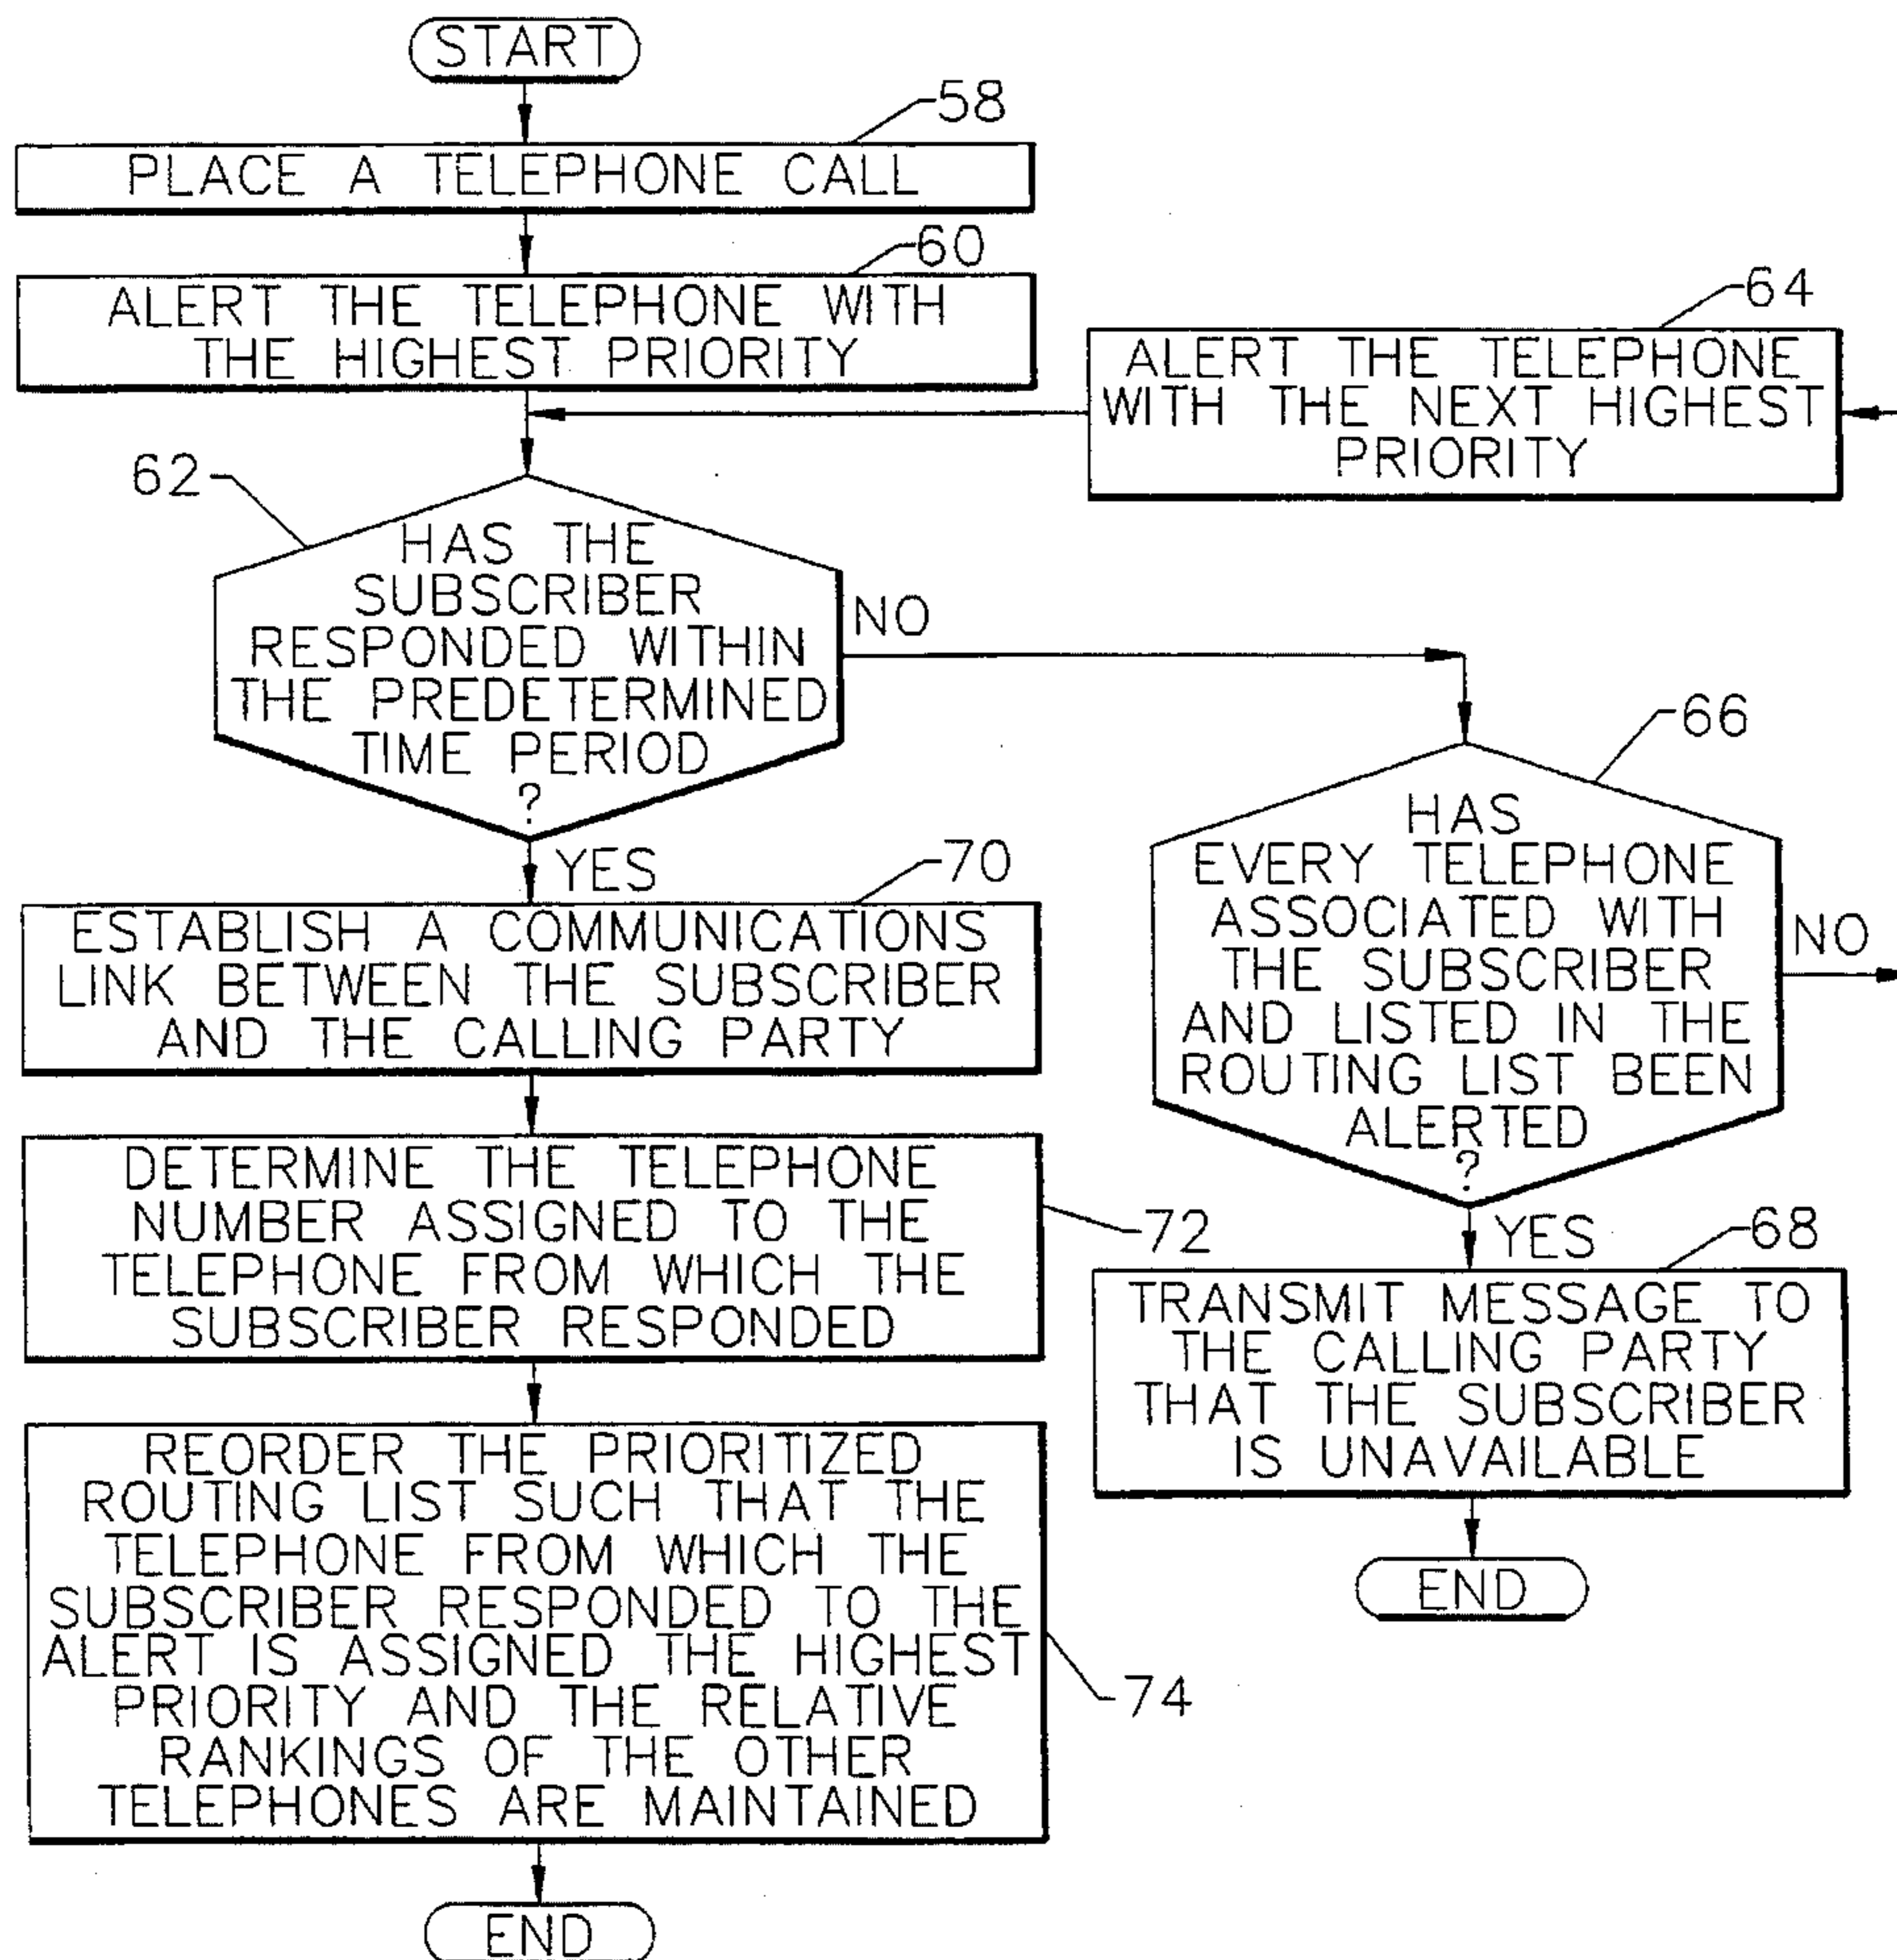 START
58
PLACE A TELEPHONE CALL
60
ALERT THE TELEPHONE WITH
THE HIGHEST PRIORITY
64
ALERT THE TELEPHONE
WITH THE NEXT HIGHEST
PRIORITY
62
HAS THE
SUBSCRIBER
RESPONDED WITHIN
THE PREDETERMINED
TIME PERIOD
?
NO
YES
66
HAS
EVERY TELEPHONE
ASSOCIATED WITH
THE SUBSCRIBER
AND LISTED IN THE
ROUTING LIST BEEN
ALERTED
?
NO
YES
70
ESTABLISH A COMMUNICATIONS
LINK BETWEEN THE SUBSCRIBER
AND THE CALLING PARTY
72
DETERMINE THE TELEPHONE
NUMBER ASSIGNED TO THE
TELEPHONE FROM WHICH THE
SUBSCRIBER RESPONDED
68
TRANSMIT MESSAGE TO
THE CALLING PARTY
THAT THE SUBSCRIBER
IS UNAVAILABLE
END
74
REORDER THE PRIORITIZED
ROUTING LIST SUCH THAT THE
TELEPHONE FROM WHICH THE
SUBSCRIBER RESPONDED TO THE
ALERT IS ASSIGNED THE HIGHEST
PRIORITY AND THE RELATIVE
RANKINGS OF THE OTHER
TELEPHONES ARE MAINTAINED
END